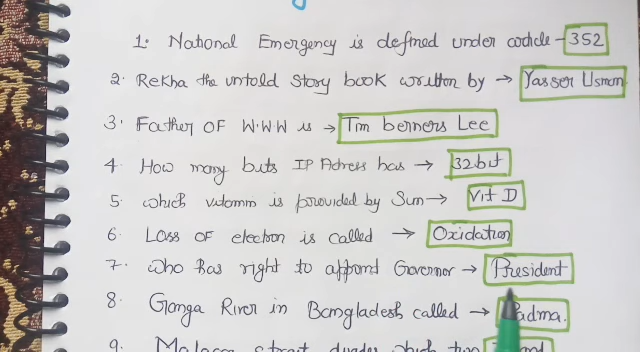 1. National Emergency is defined under article - 352
2. Rekha the untold Story book written by → Yasser Usman
3. Father OF W.W.W is → Tim berners Lee
4. How many bits IP Adress has → 32 bit
5. which vitamin is provided by Sun → Vit D
6. Loss OF electron is called → Oxidation
7. who has right to appond Governor → President
8. Ganga River in Bangladesh called → Padma.
9.